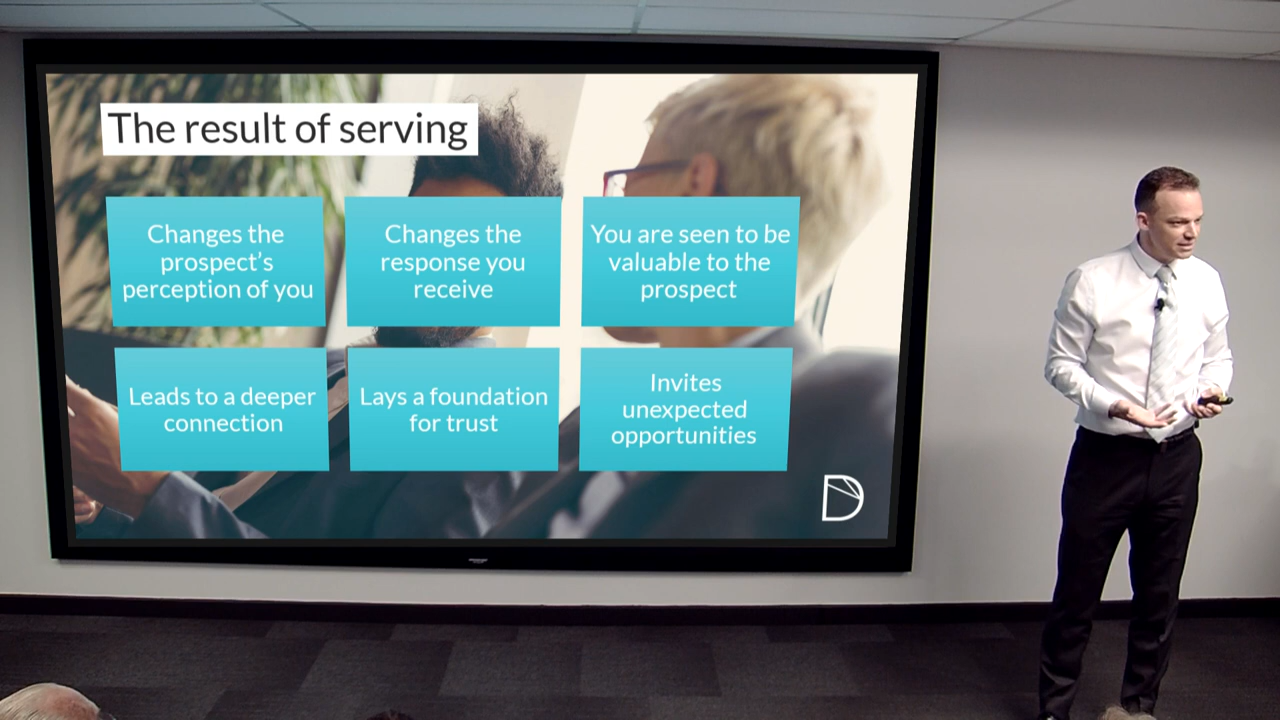 The result of serving
Changes the
prospect’s
perception of you
Changes the
response you
receive
You are seen to be
valuable to the
prospect
Leads to a deeper
connection
Lays a foundation
for trust
Invites
unexpected
opportunities